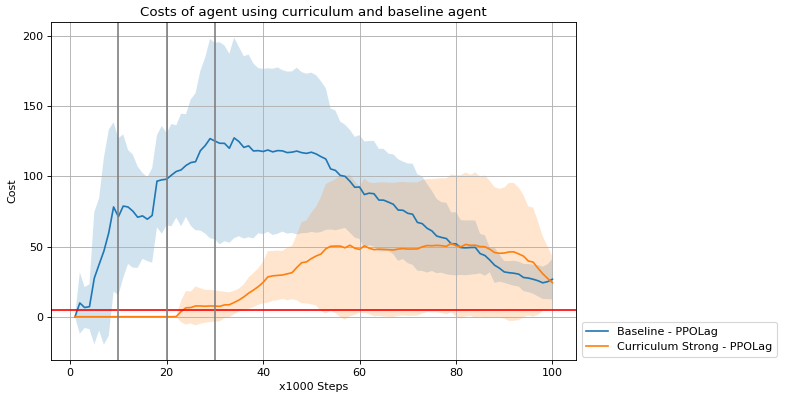 Costs of agent using curriculum and baseline agent
200
150
100
50
0
Cost
0 20 40 60 80 100
x1000 Steps
Baseline - PPOLag
Curriculum Strong - PPOLag